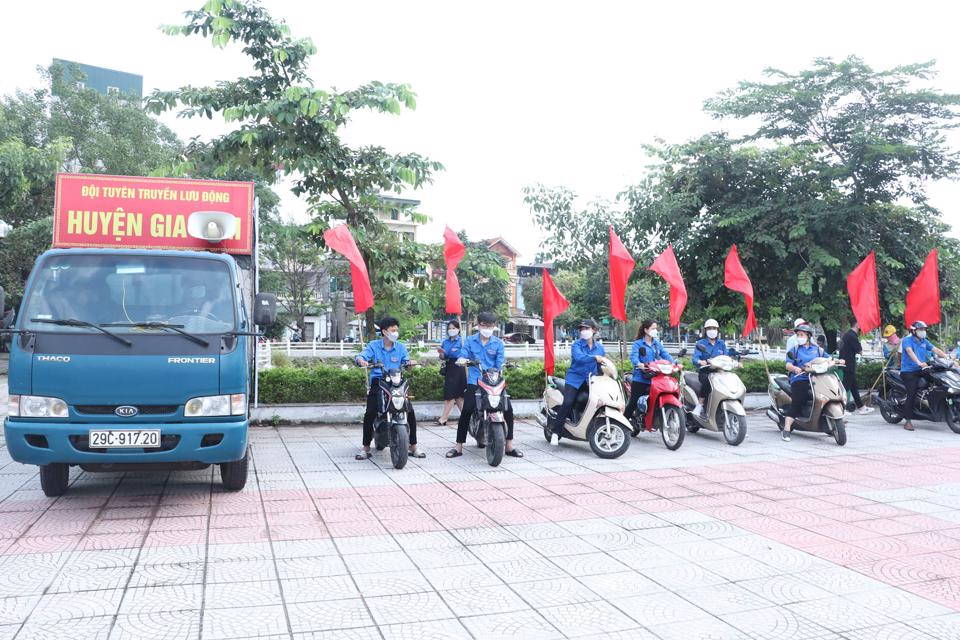 ĐỘI TUYÊN TRUYỀN LƯU ĐỘNG
HUYỆN GIA
THACO
FRONTIER
KIA
29C-917.20